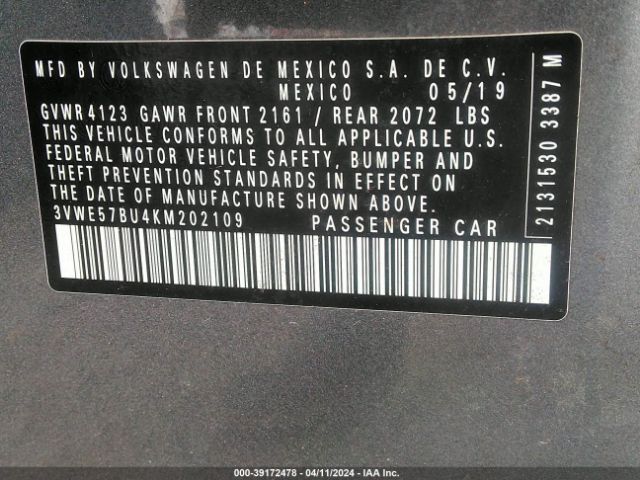 MFD BY VOLKSWAGEN DE MEXICO S.A. DE C.V.
MEXICO 05/19
GVWR 4123 GAWR FRONT 2161 / REAR 2072 LBS
THIS VEHICLE CONFORMS TO ALL APPLICABLE U.S.
FEDERAL MOTOR VEHICLE SAFETY, BUMPER AND
THEFT PREVENTION STANDARDS IN EFFECT ON
THE DATE OF MANUFACTURE SHOWN ABOVE.
3VWE57BU4KM202109 PASSENGER CAR
2131530 3387 M
000-39172478 - 04/11/2024 - IAA Inc.